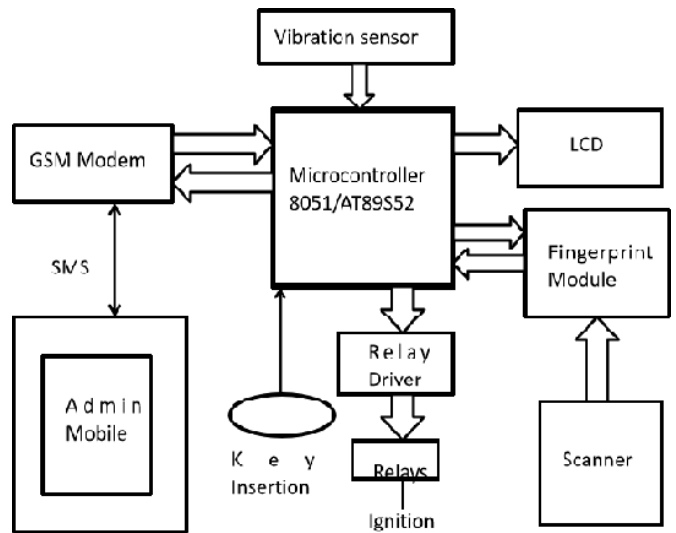 Vibration sensor
GSM Modem
Microcontroller
8051/AT89S52
LCD
SMS
Fingerprint
Module
Relay
Driver
Admin
Mobile
Key
Insertion
Relays
Scanner
Ignition